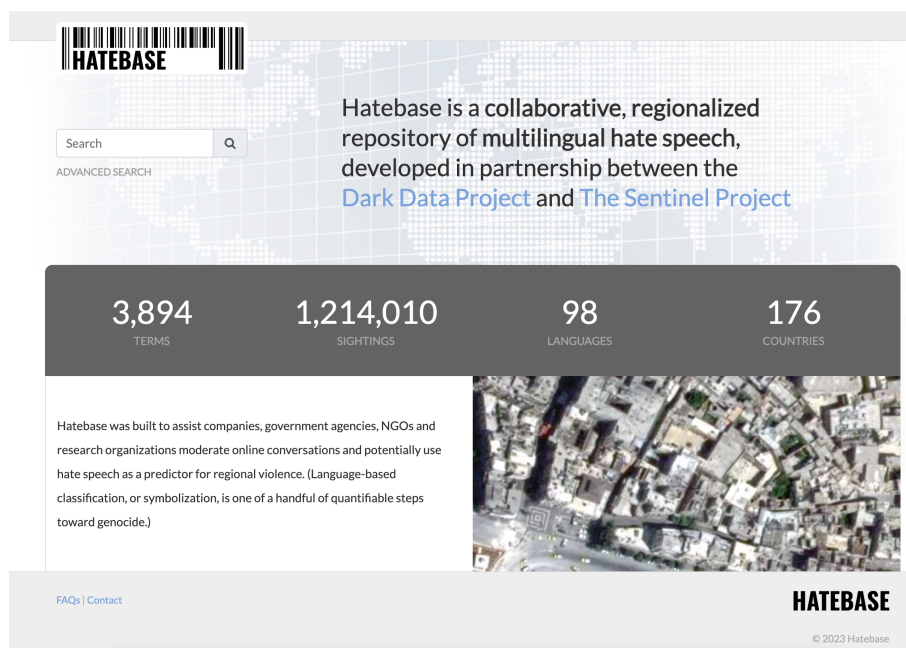 HATEBASE
Search
ADVANCED SEARCH
Hatebase is a collaborative, regionalized
repository of multilingual hate speech,
developed in partnership between the
Dark Data Project and The Sentinel Project
3,894
TERMS
1,214,010
SIGHTINGS
98
LANGUAGES
176
COUNTRIES
Hatebase was built to assist companies, government agencies, NGOs and
research organizations moderate online conversations and potentially use
hate speech as a predictor for regional violence. (Language-based
classification, or symbolization, is one of a handful of quantifiable steps
toward genocide.)
FAQs | Contact
HATEBASE
© 2023 Hatebase